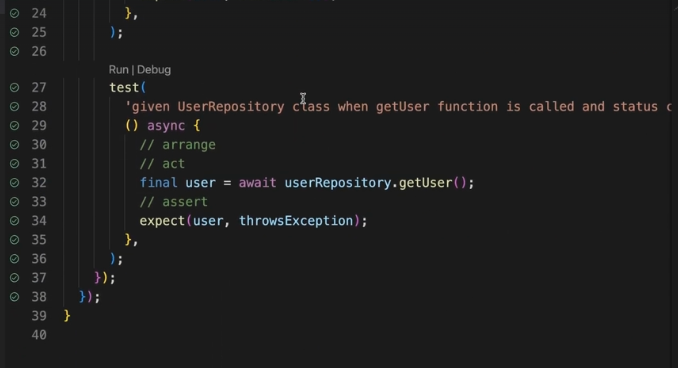 24 },
25 );
26
Run | Debug
27 test(
28 'given UserRepository class when getUser function is called and status
29 () async {
30 // arrange
31 // act
32 final user = await userRepository.getUser();
33 // assert
34 expect(user, throwsException);
35 },
36 );
37 });
38 });
39 }
40